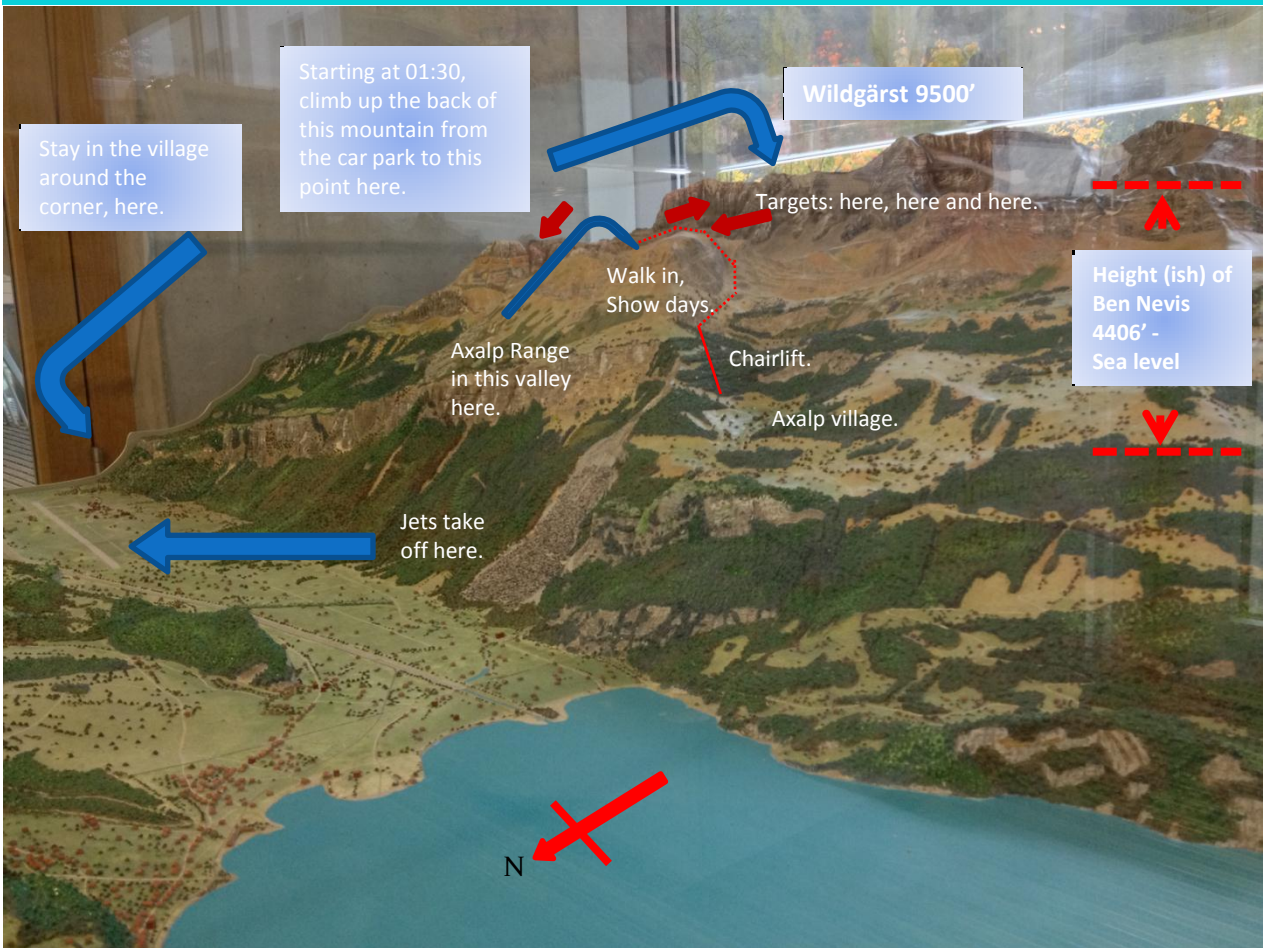 Starting at 01:30,
climb up the back of
this mountain from
the car park to this
point here.
Wildgärst 9500’
Stay in the village
around the
corner, here.
Targets: here, here and here.
Walk in,
Show days.
Height (ish) of
Ben Nevis
4406’ -
Sea level
Axalp Range
in this valley
here.
Chairlift.
Axalp village.
Jets take
off here.
N